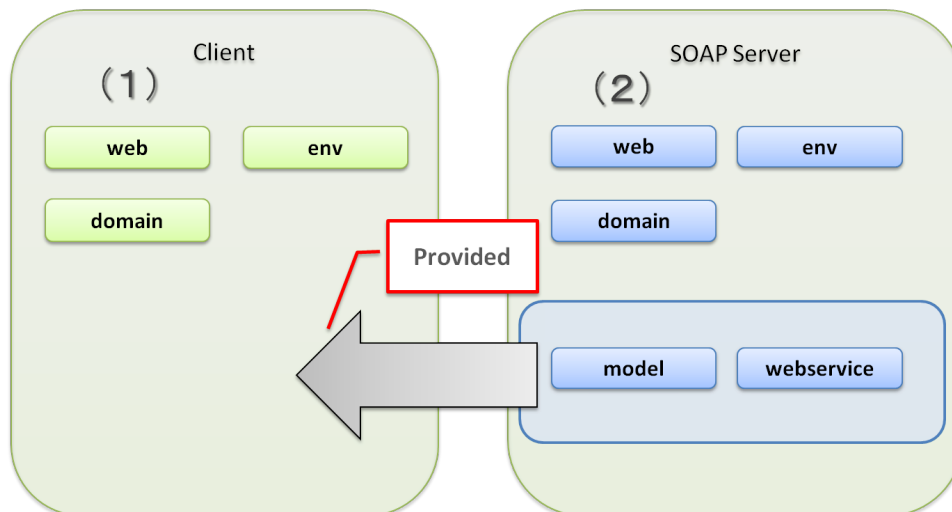 Client
（1）
web
env
domain
SOAP Server
（2）
web
env
domain
Provided
model
webservice